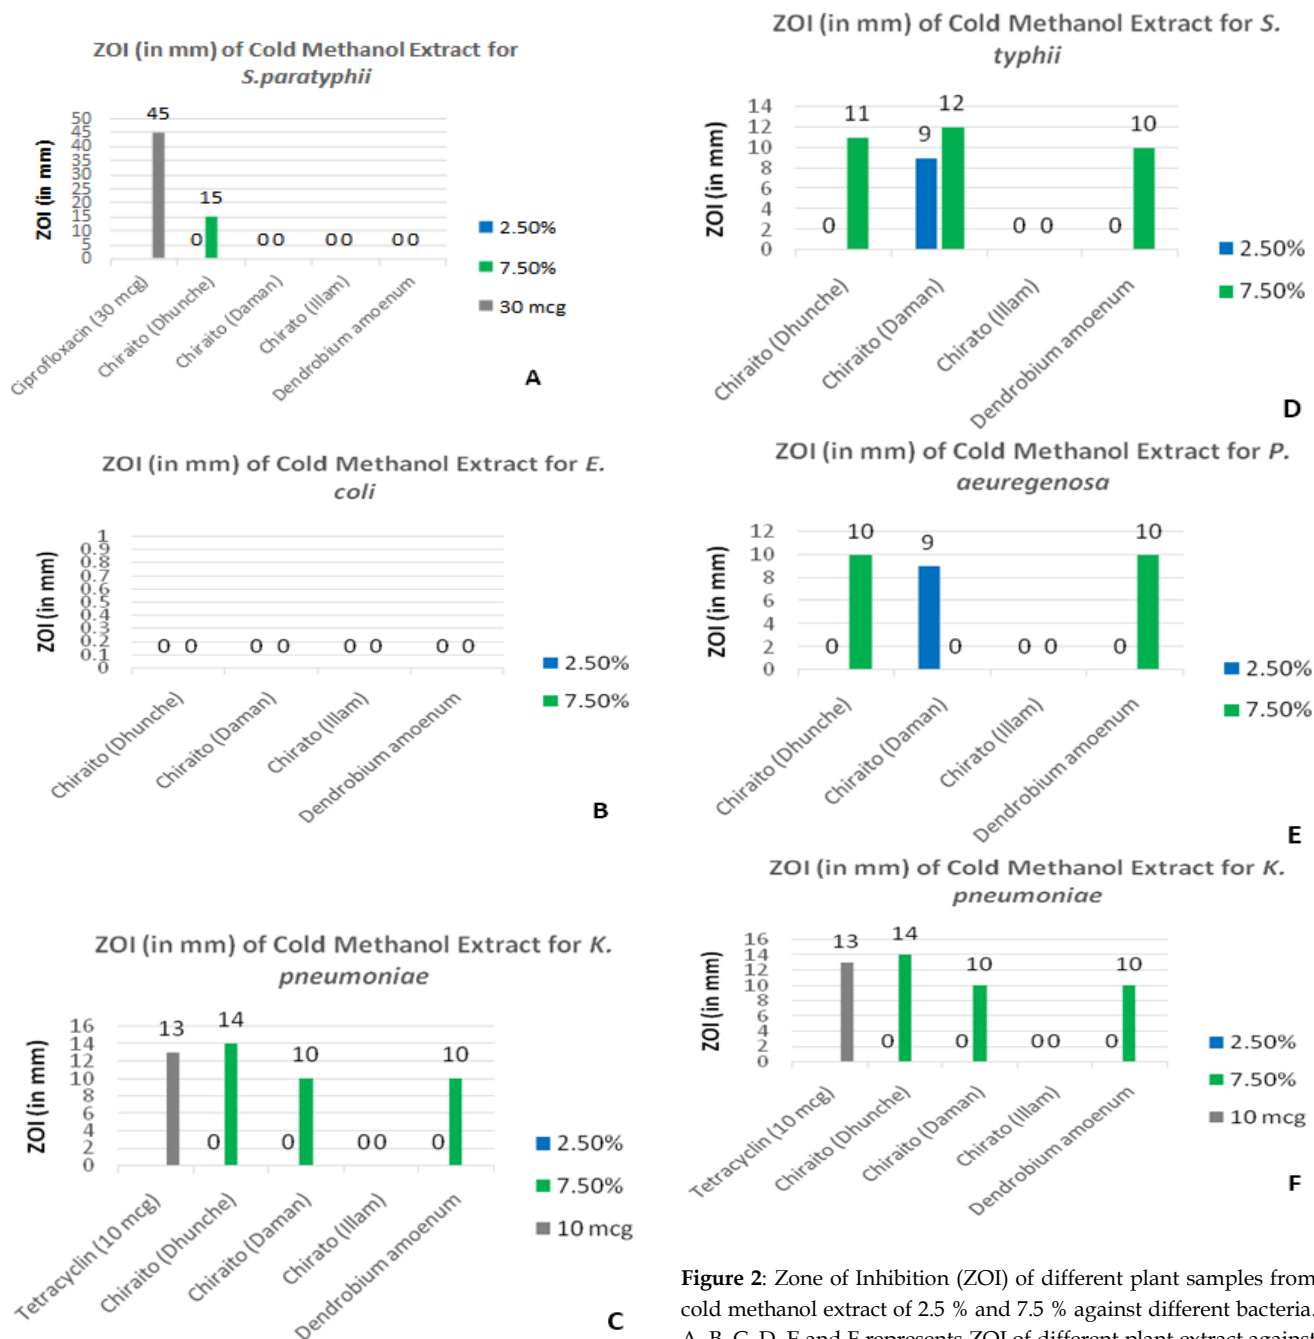 ZOI (in mm) of Cold Methanol Extract for
S.paratyphii
ZOI (in mm)
50
45
40
35
30
25
20
15
10
5
0
45
0
15
0 0
0 0
0 0
Ciprofloxacin (30 mcg)
Chiraito (Dhunche)
Chiraito (Daman)
Chirato (Illam)
Dendrobium amoenum
2.50%
7.50%
30 mcg
A
ZOI (in mm) of Cold Methanol Extract for E.
coli
ZOI (in mm)
1
0.9
0.8
0.7
0.6
0.5
0.4
0.3
0.2
0.1
0
0 0
0 0
0 0
0 0
Chiraito (Dhunche)
Chiraito (Daman)
Chirato (Illam)
Dendrobium amoenum
2.50%
7.50%
B
ZOI (in mm) of Cold Methanol Extract for K.
pneumoniae
ZOI (in mm)
16
14
12
10
8
6
4
2
0
13
0
14
0
10
0 0
0
10
Tetracyclin (10 mcg)
Chiraito (Dhunche)
Chiraito (Daman)
Chirato (Illam)
Dendrobium amoenum
2.50%
7.50%
10 mcg
C
ZOI (in mm) of Cold Methanol Extract for S.
typhii
ZOI (in mm)
14
12
10
8
6
4
2
0
0
11
9
12
0 0
0
10
Chiraito (Dhunche)
Chiraito (Daman)
Chirato (Illam)
Dendrobium amoenum
2.50%
7.50%
D
ZOI (in mm) of Cold Methanol Extract for P.
aeuregenosa
ZOI (in mm)
12
10
8
6
4
2
0
0
10
9
0
0 0
0
10
Chiraito (Dhunche)
Chiraito (Daman)
Chirato (Illam)
Dendrobium amoenum
2.50%
7.50%
E
ZOI (in mm) of Cold Methanol Extract for K.
pneumoniae
ZOI (in mm)
16
14
12
10
8
6
4
2
0
13
0
14
0
10
0 0
0
10
Tetracyclin (10 mcg)
Chiraito (Dhunche)
Chiraito (Daman)
Chirato (Illam)
Dendrobium amoenum
2.50%
7.50%
10 mcg
F
Figure 2: Zone of Inhibition (ZOI) of different plant samples from
cold methanol extract of 2.5 % and 7.5 % against different bacteria.
A, B, C, D, E and F represents ZOI of different plant extract against